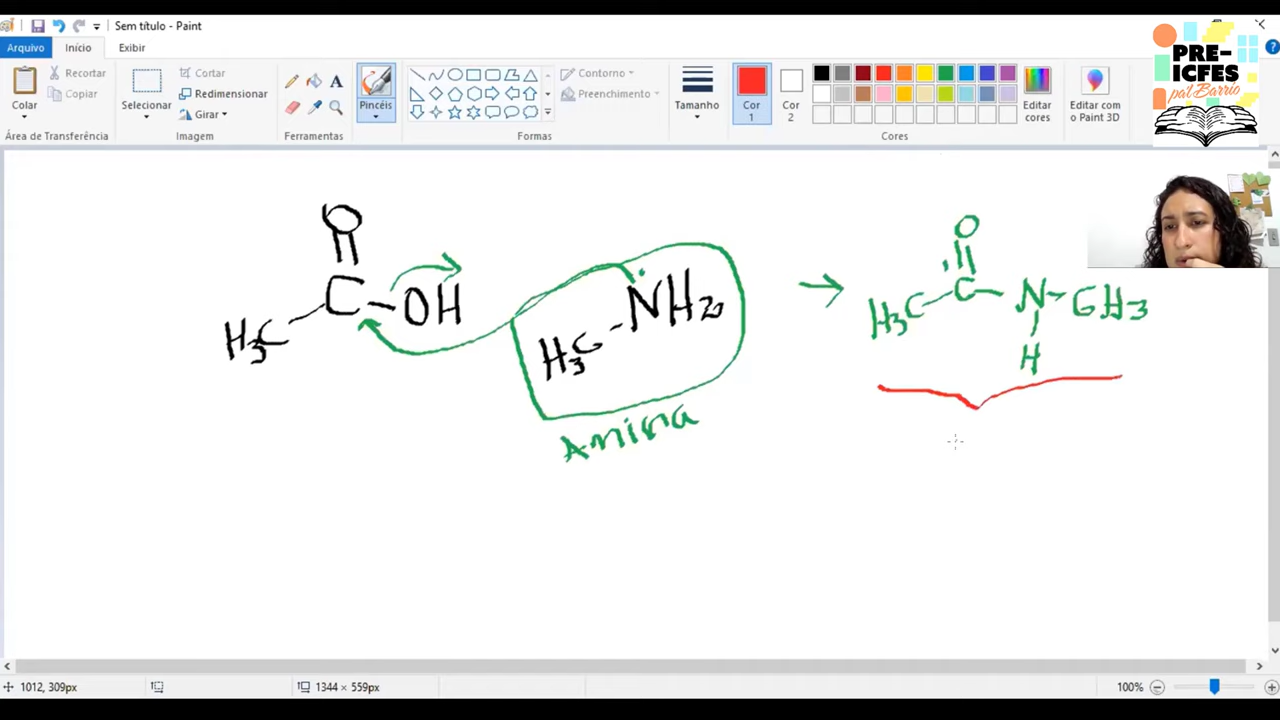 Sem título - Paint
Arquivo Início Exibir
Colar
Recortar
Copiar
Área de Transferência
Selecionar
Cortar
Redimensionar
Girar
Imagem
Ferramentas
Pincéis
Contorno
Preenchimento
Formas
Tamanho
Cor 1
Cor 2
Editar cores
Cores
Editar com o Paint 3D
PRE-
ICFES
pal Barrio
O
C
OH
H3C
NH2
H3C
Amina
O
C
H3C
N
CH3
H
1012, 309px
1344 × 559px
100%